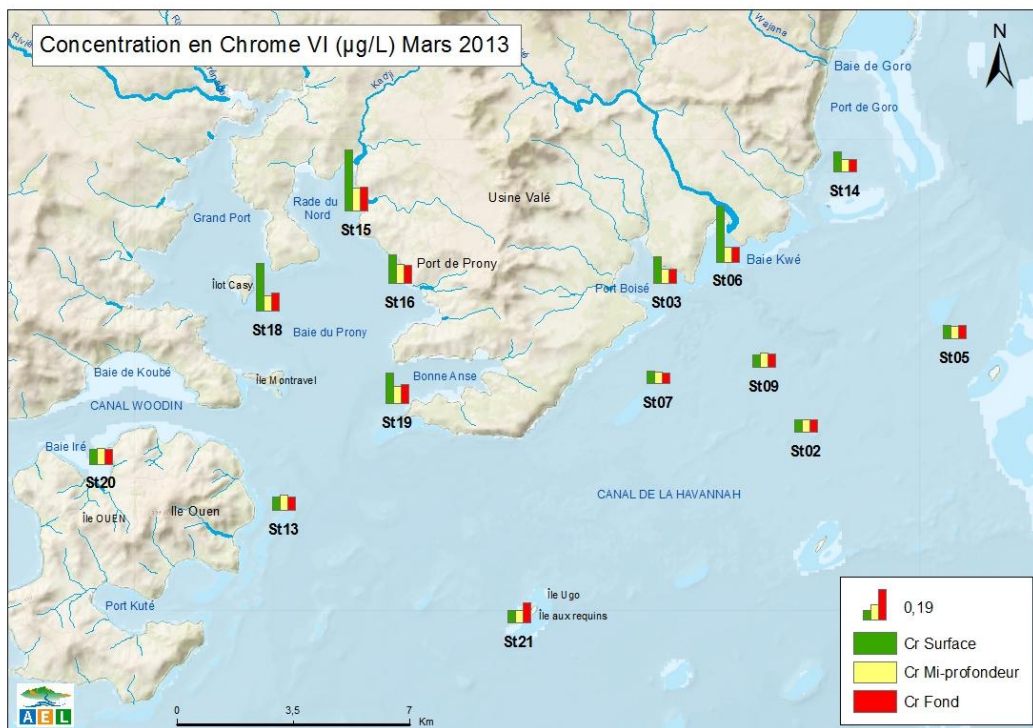 Concentration en Chrome VI (µg/L) Mars 2013
N
Wajana
Kadji
Baie de Goro
Port de Goro
St14
Usine Valé
Rade du
Nord
St15
Grand Port
Port de Prony
St16
Îlot Casy
St18
Baie du Prony
St06
Baie Kwé
Port Boisé
St03
St05
St09
St07
St02
Baie de Koubé
Île Montravel
Bonne Anse
St19
CANAL WOODIN
Baie Iré
St20
Île OUEN
Ile Ouen
St13
CANAL DE LA HAVANNAH
Port Kuté
Île Ugo
Île aux requins
St21
0,19
Cr Surface
Cr Mi-profondeur
Cr Fond
AEL
0
3,5
7
Km